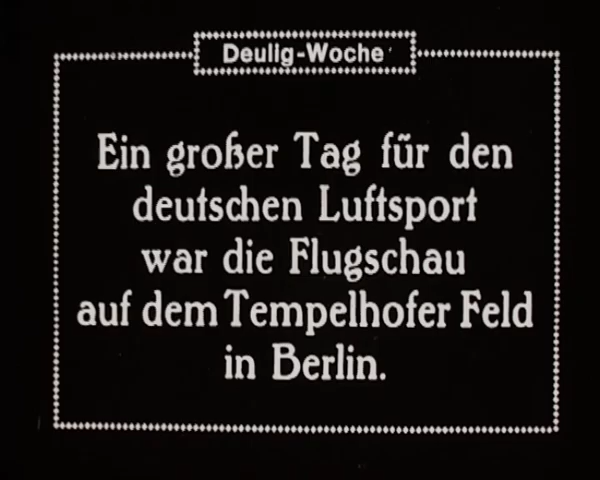 Deulig-Woche
Ein großer Tag für den
deutschen Luftsport
war die Flugschau
auf dem Tempelhofer Feld
in Berlin.